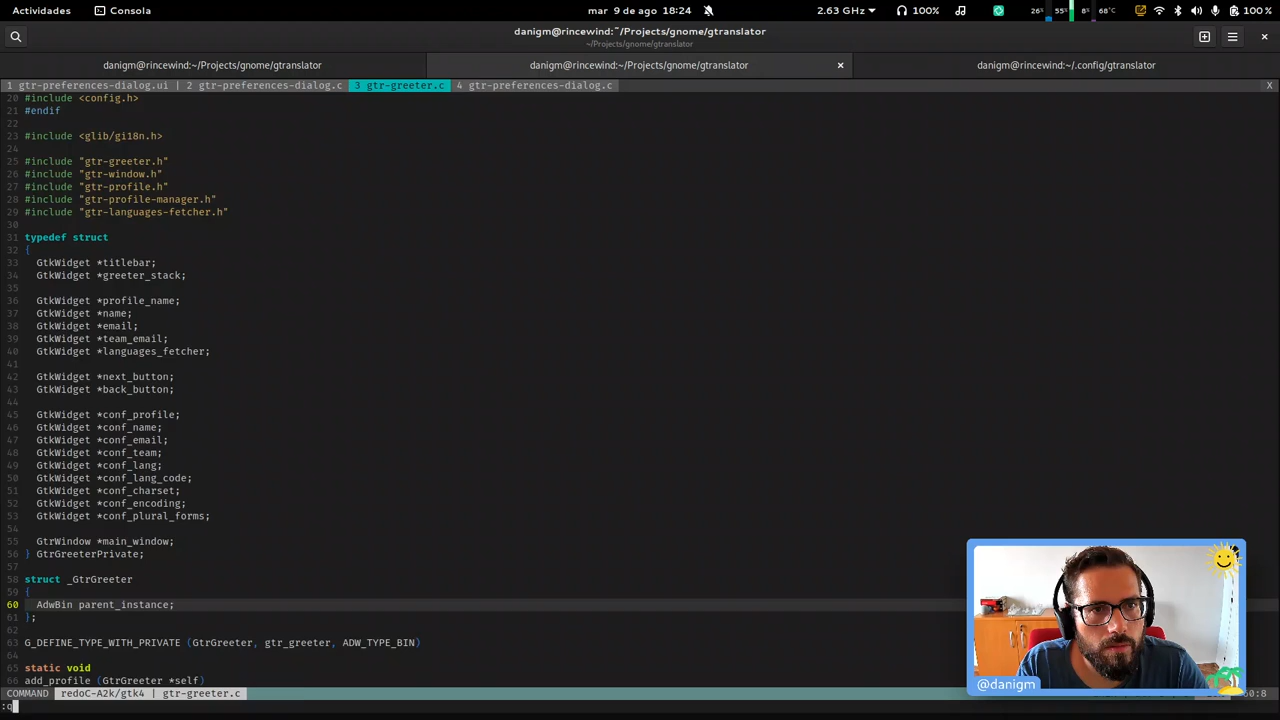 Actividades
Consola
mar 9 de ago 18:24
2.63 GHz
100%
26%
55%
8%
68°C
100 %
danigm@rincewind:~/Projects/gnome/gtranslator
~/Projects/gnome/gtranslator
danigm@rincewind:~/Projects/gnome/gtranslator
danigm@rincewind:~/Projects/gnome/gtranslator
danigm@rincewind:~/.config/gtranslator
1 gtr-preferences-dialog.ui | 2 gtr-preferences-dialog.c 3 gtr-greeter.c 4 gtr-preferences-dialog.c X
20 #include <config.h>
21 #endif
22
23 #include <glib/gi18n.h>
24
25 #include "gtr-greeter.h"
26 #include "gtr-window.h"
27 #include "gtr-profile.h"
28 #include "gtr-profile-manager.h"
29 #include "gtr-languages-fetcher.h"
30
31 typedef struct
32 {
33 GtkWidget *titlebar;
34 GtkWidget *greeter_stack;
35
36 GtkWidget *profile_name;
37 GtkWidget *name;
38 GtkWidget *email;
39 GtkWidget *team_email;
40 GtkWidget *languages_fetcher;
41
42 GtkWidget *next_button;
43 GtkWidget *back_button;
44
45 GtkWidget *conf_profile;
46 GtkWidget *conf_name;
47 GtkWidget *conf_email;
48 GtkWidget *conf_team;
49 GtkWidget *conf_lang;
50 GtkWidget *conf_lang_code;
51 GtkWidget *conf_charset;
52 GtkWidget *conf_encoding;
53 GtkWidget *conf_plural_forms;
54
55 GtrWindow *main_window;
56 } GtrGreeterPrivate;
57
58 struct _GtrGreeter
59 {
60 AdwBin parent_instance;
61 };
62
63 G_DEFINE_TYPE_WITH_PRIVATE (GtrGreeter, gtr_greeter, ADW_TYPE_BIN)
64
65 static void
66 add_profile (GtrGreeter *self)
COMMAND redoC-A2k/gtk4 | gtr-greeter.c
60:8
:q
@danigm